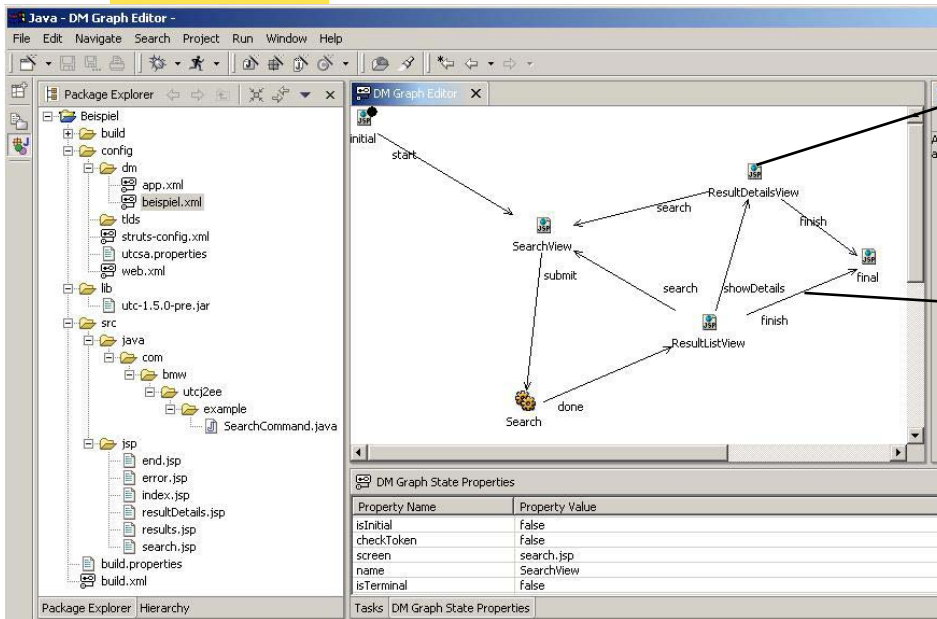 Java - DM Graph Editor -
File Edit Navigate Search Project Run Window Help
Package Explorer
Beispiel
build
config
dm
app.xml
beispiel.xml
tlds
struts-config.xml
utcsa.properties
web.xml
lib
utc-1.5.0-pre.jar
src
java
com
bmw
utcj2ee
example
SearchCommand.java
jsp
end.jsp
error.jsp
index.jsp
resultDetails.jsp
results.jsp
search.jsp
build.properties
build.xml
Package Explorer Hierarchy
DM Graph Editor
JSP
initial
start
JSP
ResultDetailsView
search
finish
JSP
SearchView
JSP
final
submit
search
showDetails
JSP
finish
ResultListView
done
Search
DM Graph State Properties
Property Name Property Value
isInitial false
checkToken false
screen search.jsp
name SearchView
isTerminal false
Tasks DM Graph State Properties